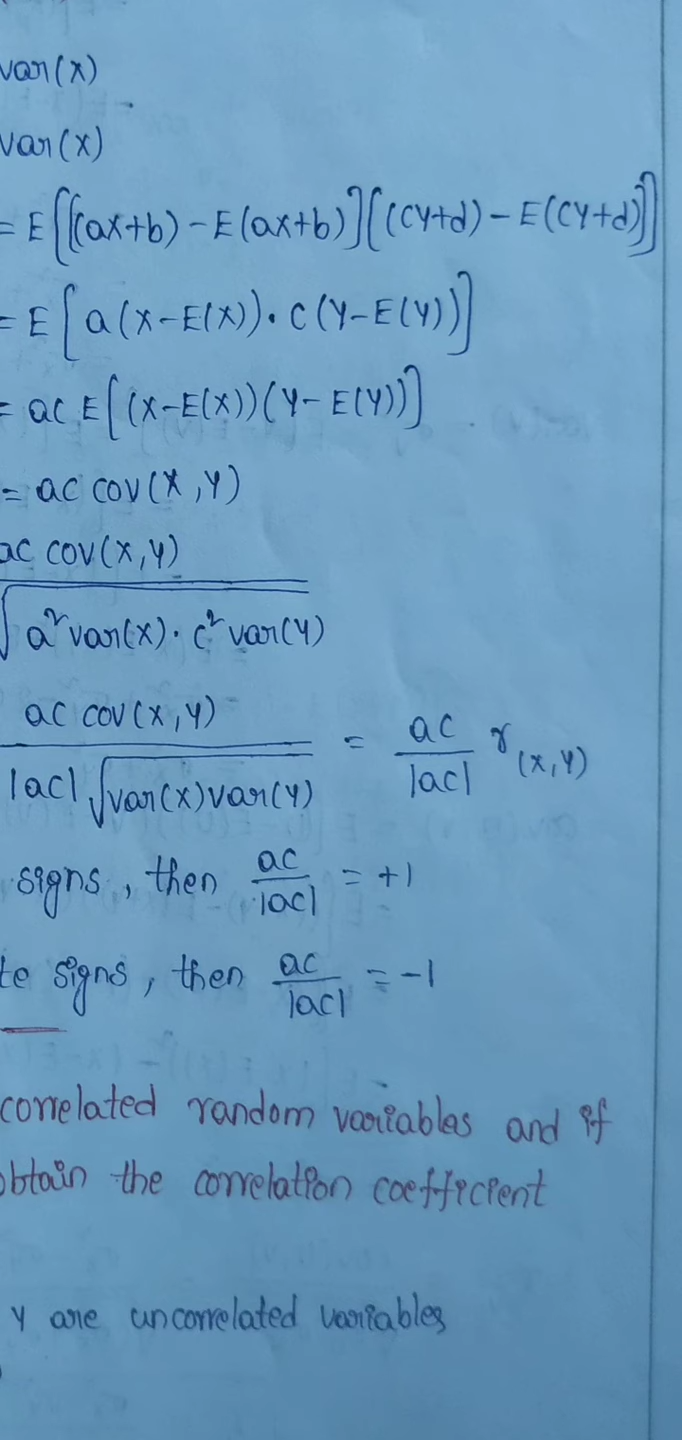 var(x)
var(x)
= E[[(ax+b) - E(ax+b)][(cy+d) - E(cy+d)]]
= E[a(x-E(x)) · c(y-E(y))]
= ac E[(x-E(x))(y-E(y))]
= ac cov(x,y)
ac cov(x,y)
√a² var(x) · c² var(y)
ac cov(x,y) = ac γ(x,y)
|ac| √var(x) var(y) |ac|
signs, then ac/|ac| = +1
te signs, then ac/|ac| = -1
correlated random variables and if
obtain the correlation coefficient
y are uncorrelated variables